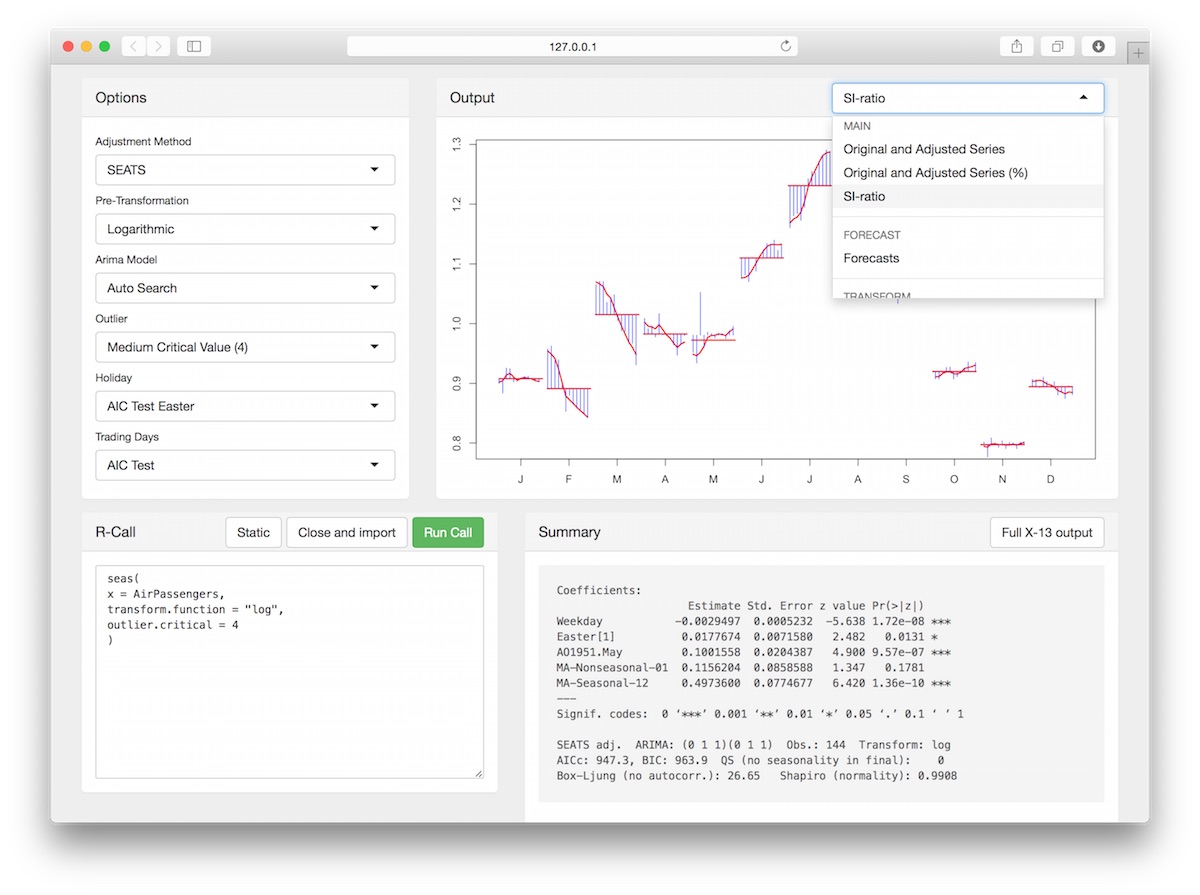 127.0.0.1
Options
Adjustment Method
SEATS
Pre-Transformation
Logarithmic
Arima Model
Auto Search
Outlier
Medium Critical Value (4)
Holiday
AIC Test Easter
Trading Days
AIC Test
Output
SI-ratio
MAIN
Original and Adjusted Series
Original and Adjusted Series (%)
SI-ratio
FORECAST
Forecasts
TRANSFORM
1.3
1.2
1.1
1.0
0.9
0.8
J F M A M J J A S O N D
R-Call
Static
Close and import
Run Call
seas(
x = AirPassengers,
transform.function = "log",
outlier.critical = 4
)
Summary
Full X-13 output
Coefficients:
Estimate Std. Error z value Pr(>|z|)
Weekday -0.0029497 0.0005232 -5.638 1.72e-08 ***
Easter[1] 0.0177674 0.0071580 2.482 0.0131 *
AO1951.May 0.1001558 0.0204387 4.900 9.57e-07 ***
MA-Nonseasonal-01 0.1156204 0.0858588 1.347 0.1781
MA-Seasonal-12 0.4973600 0.0774677 6.420 1.36e-10 ***
---
Signif. codes: 0 ‘***’ 0.001 ‘**’ 0.01 ‘*’ 0.05 ‘.’ 0.1 ‘ ’ 1
SEATS adj. ARIMA: (0 1 1)(0 1 1) Obs.: 144 Transform: log
AICc: 947.3, BIC: 963.9 QS (no seasonality in final): 0
Box-Ljung (no autocorr.): 26.65 Shapiro (normality): 0.9908